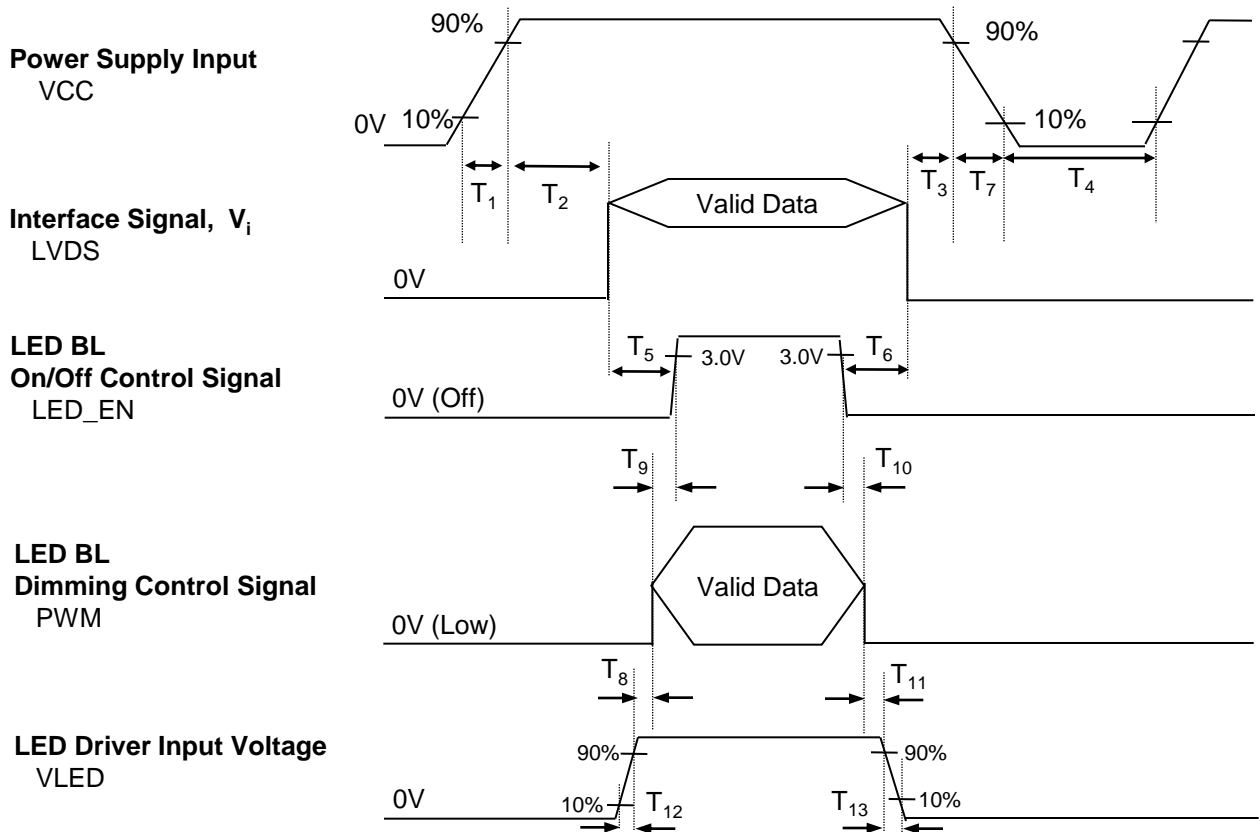 90%
90%
Power Supply Input
VCC
0V
10%
10%
T1
T2
T3
T7
T4
Interface Signal, Vi
LVDS
Valid Data
0V
LED BL
On/Off Control Signal
LED_EN
T5
3.0V
3.0V
T6
0V (Off)
T9
T10
LED BL
Dimming Control Signal
PWM
Valid Data
0V (Low)
T8
T11
LED Driver Input Voltage
VLED
90%
90%
0V
10%
T12
T13
10%